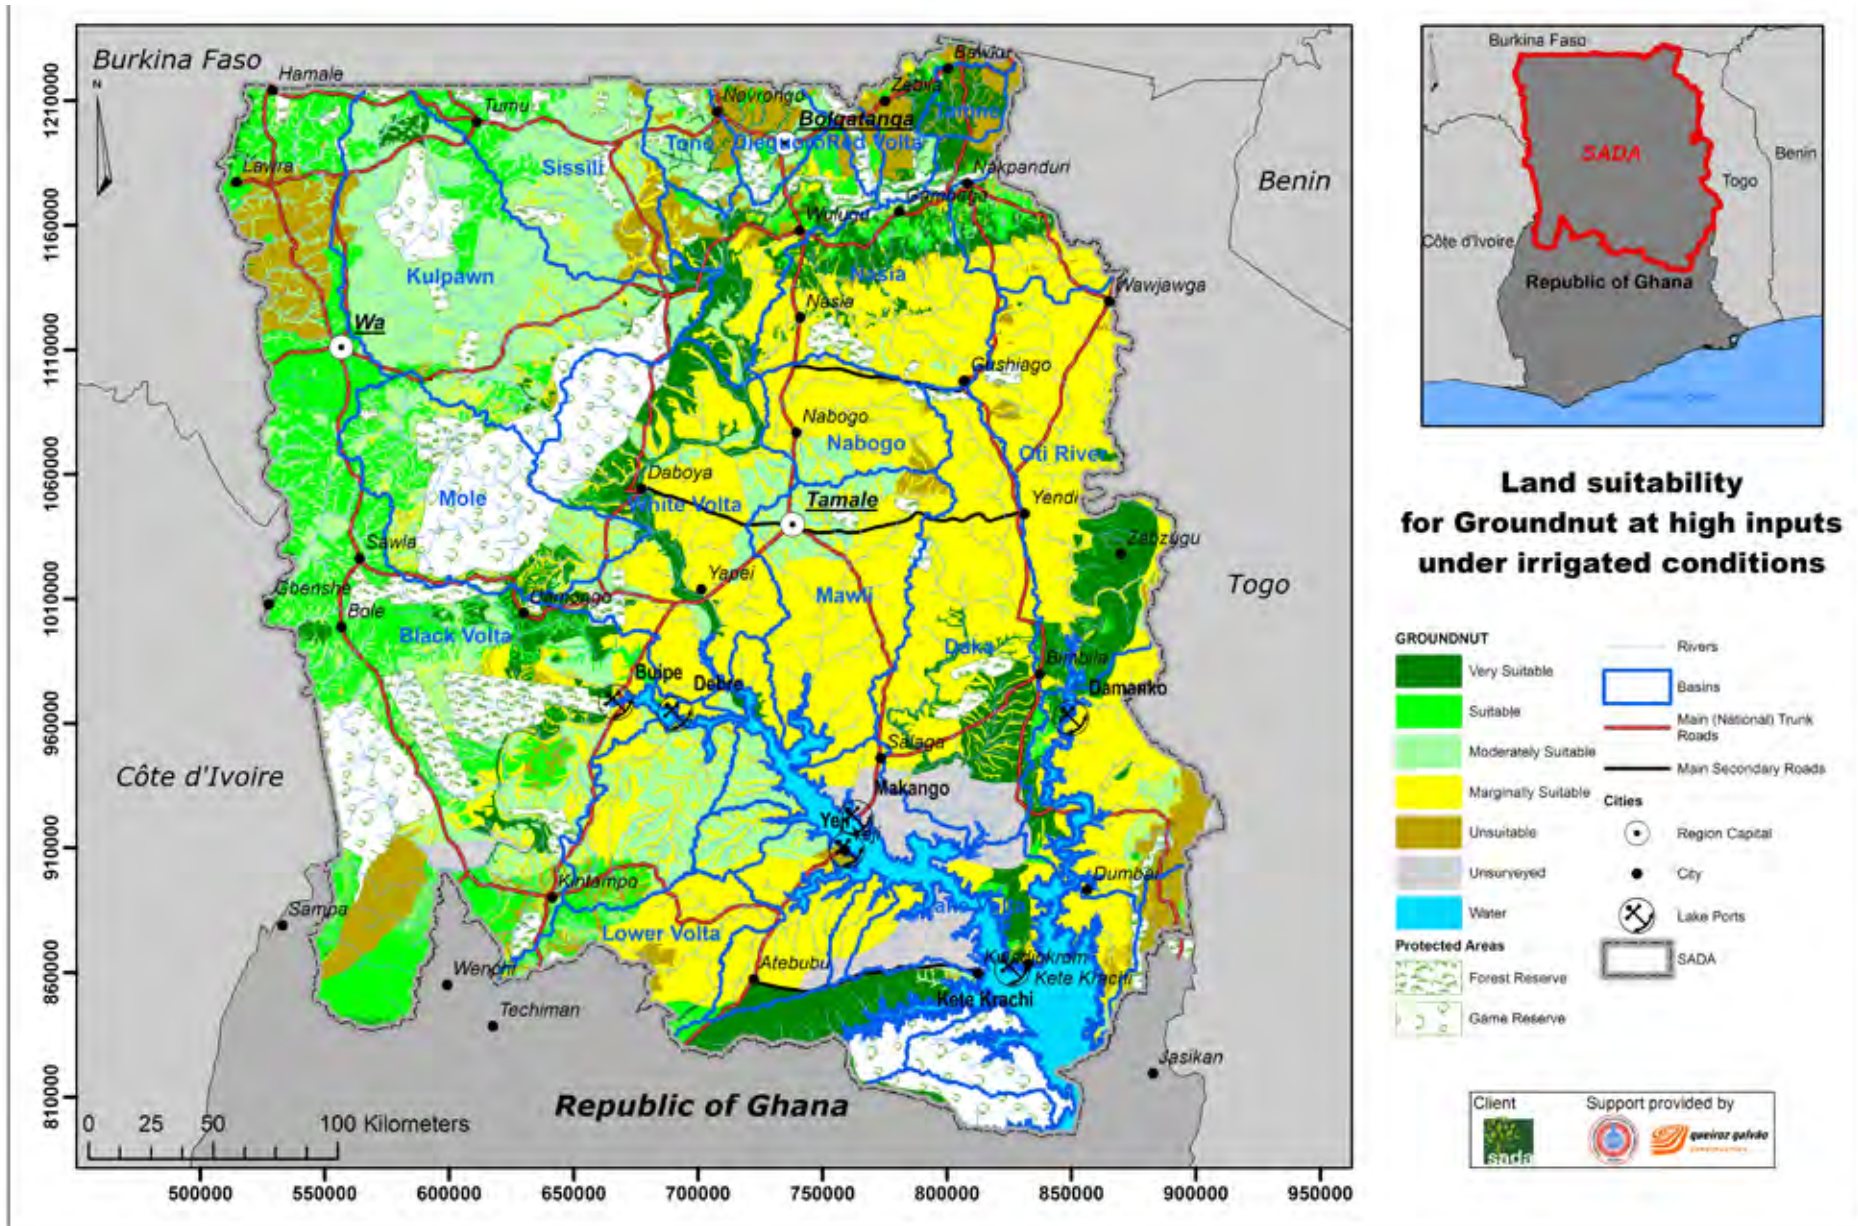 Burkina Faso
N
Hamale
Tumu
Navrongo
Zebila
Bawku
Bolgatanga
Tamne
Tono
Red Volta
Sissili
Lawra
Nakpanduri
Gambaga
Wulugu
Benin
Kulpawn
Nasia
Nasia
Wawjawga
Wa
Gushiago
Nabogo
Nabogo
Oti River
Daboya
Mole
White Volta
Tamale
Yendi
Zabzugu
Sawla
Gbenshe
Bole
Damongo
Yapei
Mawli
Togo
Black Volta
Daka
Bimbila
Buipe
Debre
Damanko
Côte d'Ivoire
Salaga
Makango
Yeji
Yeji
Kintampo
Dumbai
Sampa
Lower Volta
Wenchi
Atebubu
Kete Krachi
Kete Krachi
Techiman
Jasikan
Republic of Ghana
0 25 50 100 Kilometers
1210000
1160000
1110000
1060000
1010000
960000
910000
860000
810000
500000 550000 600000 650000 700000 750000 800000 850000 900000 950000
Burkina Faso
SADA
Benin
Togo
Côte d'Ivoire
Republic of Ghana
Land suitability
for Groundnut at high inputs
under irrigated conditions
GROUNDNUT
Very Suitable
Suitable
Moderately Suitable
Marginally Suitable
Unsuitable
Unsurveyed
Water
Protected Areas
Forest Reserve
Game Reserve
Rivers
Basins
Main (National) Trunk
Roads
Main Secondary Roads
Cities
Region Capital
City
Lake Ports
SADA
Client
sada
Support provided by
queiroz galvão